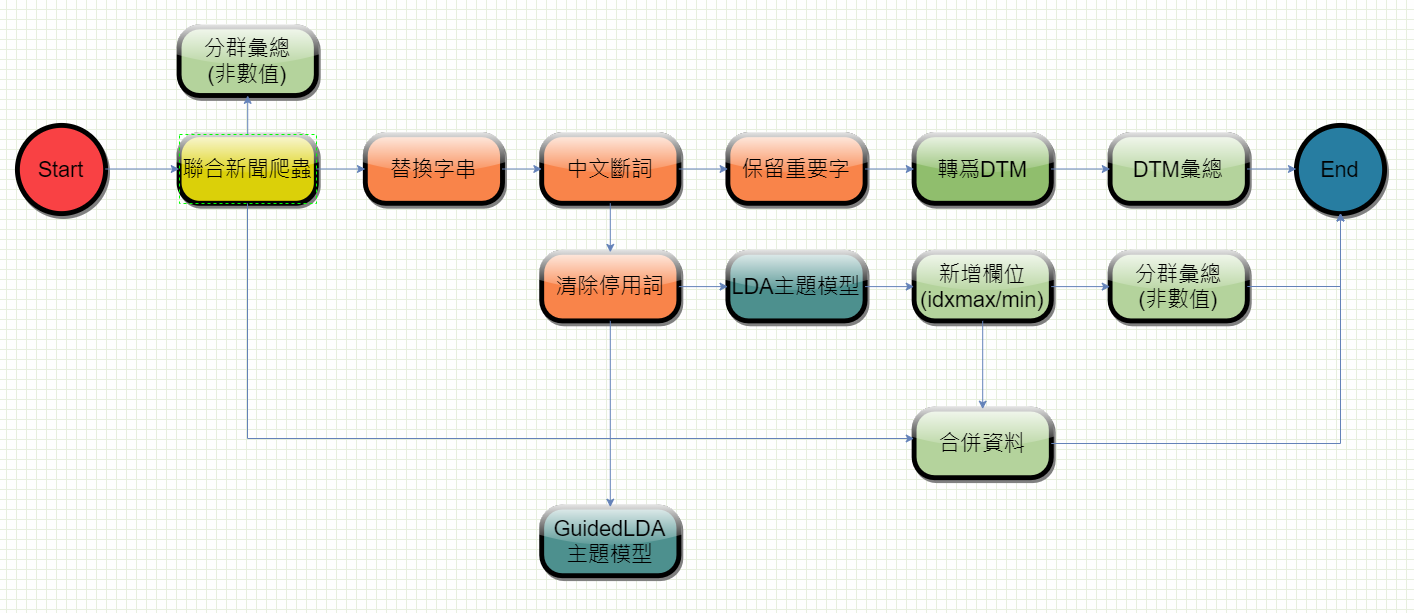 分群彙總
(非數值)
Start
聯合新聞爬蟲
替換字串
中文斷詞
保留重要字
轉為DTM
DTM彙總
End
清除停用詞
LDA主題模型
新增欄位
(idxmax/min)
分群彙總
(非數值)
合併資料
GuidedLDA
主題模型